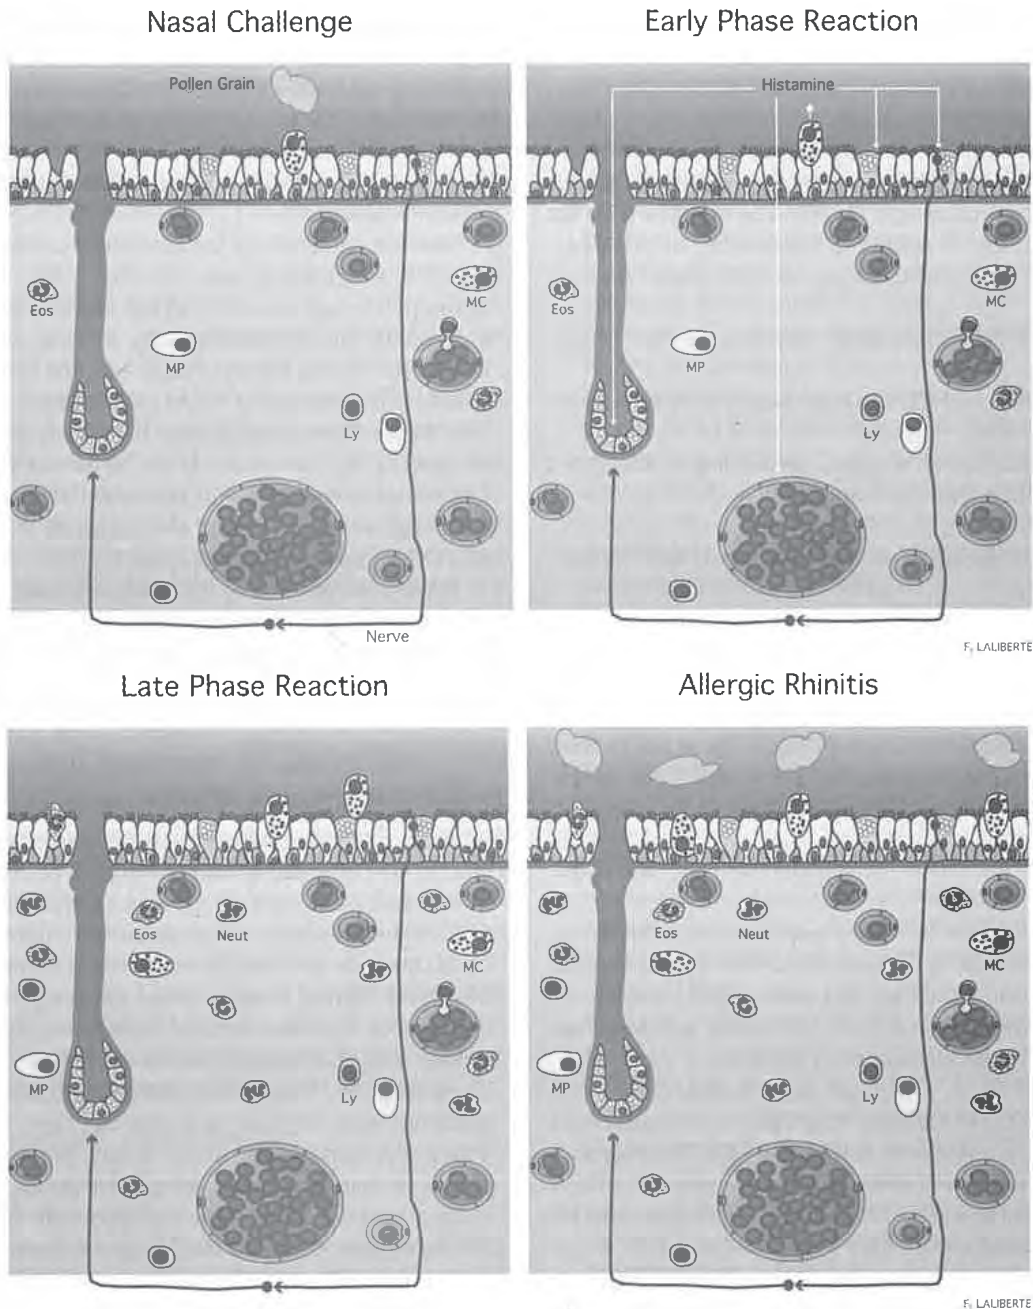 Nasal Challenge
Early Phase Reaction
Pollen Grain
Eos
MP
MC
Ly
Nerve
Histamine
Eos
MP
MC
Ly
F. LALIBERTE
Late Phase Reaction
Allergic Rhinitis
Eos
Neut
MC
MP
Ly
Eos
Neut
MC
MP
Ly
F. LALIBERTE